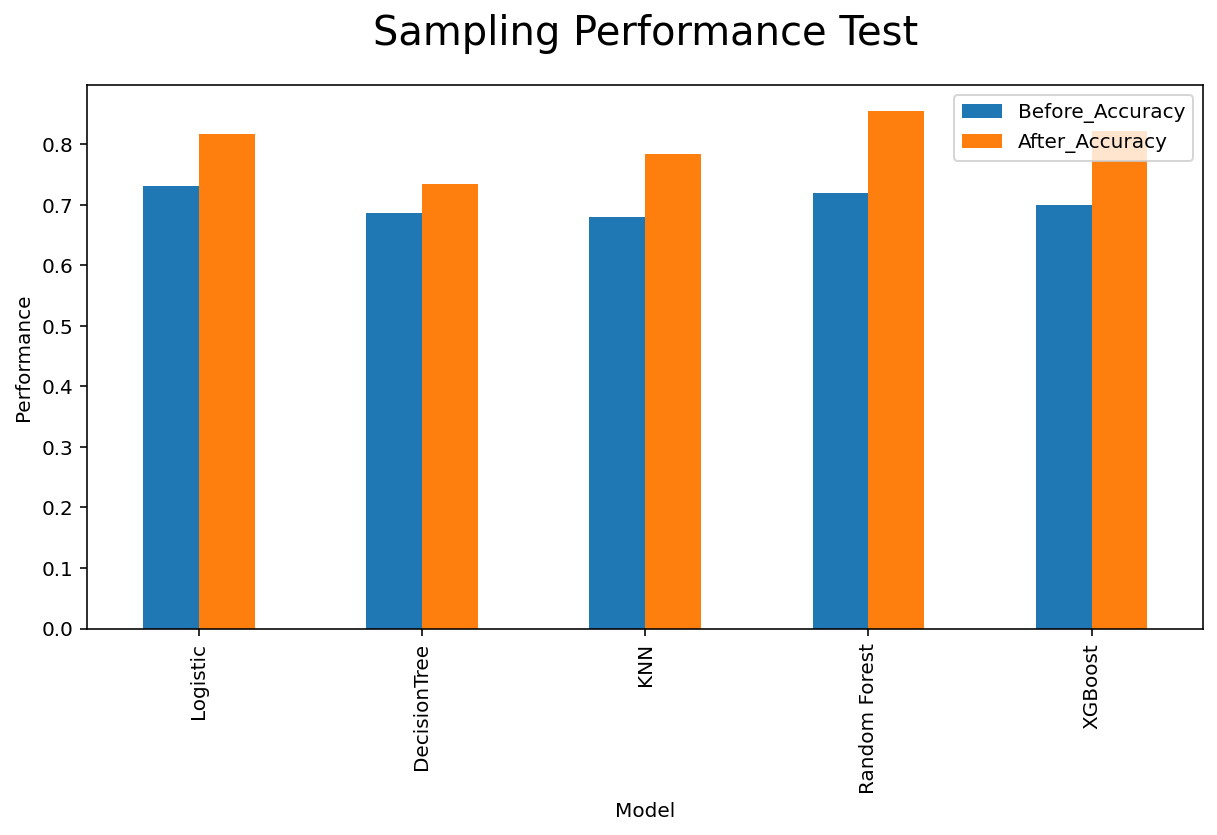 Sampling Performance Test
Before_Accuracy
After_Accuracy
Performance
0.8
0.7
0.6
0.5
0.4
0.3
0.2
0.1
0.0
Logistic
DecisionTree
KNN
Random Forest
XGBoost
Model